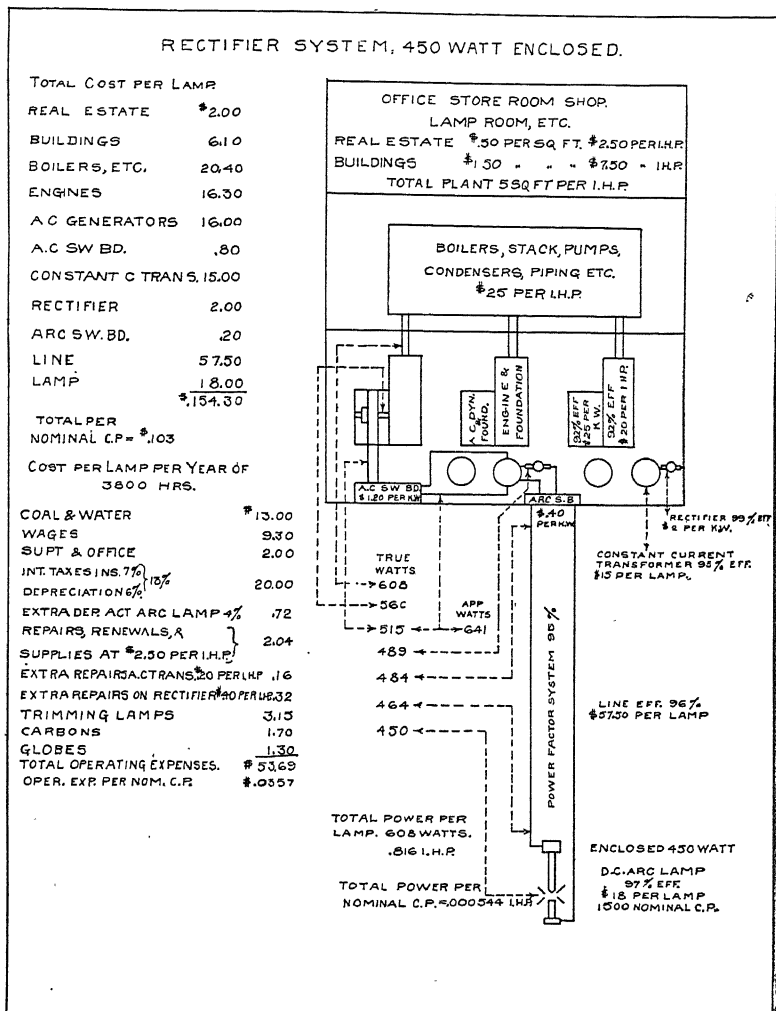 RECTIFIER SYSTEM, 450 WATT ENCLOSED.
TOTAL COST PER LAMP.
REAL ESTATE $2.00
BUILDINGS 6.10
BOILERS, ETC. 20.40
ENGINES 16.30
A C GENERATORS 16.00
A.C SW BD. .80
CONSTANT C TRANS. 15.00
RECTIFIER 2.00
ARC SW. BD. .20
LINE 57.50
LAMP 18.00
$.154.30
TOTAL PER
NOMINAL C.P = $.103
COST PER LAMP PER YEAR OF
3800 HRS.
COAL & WATER $13.00
WAGES 9.30
SUPT & OFFICE 2.00
INT. TAXES INS. 7% } 13% 20.00
DEPRECIATION 6%
EXTRA DEP. ACT ARC LAMP 4% .72
REPAIRS, RENEWALS, & } 2.04
SUPPLIES AT $2.50 PER I.H.P.
EXTRA REPAIRS A.C TRANS. $.20 PER I.H.P .16
EXTRA REPAIRS ON RECTIFIER $.40 PER I.H.P. .32
TRIMMING LAMPS 3.15
CARBONS 1.70
GLOBES 1.30
TOTAL OPERATING EXPENSES. $53.69
OPER. EXP. PER NOM. C.P. $.0357
OFFICE STORE ROOM SHOP.
LAMP ROOM, ETC.
REAL ESTATE $.50 PER SQ FT. $2.50 PER I.H.P.
BUILDINGS $1.50 " " " $7.50 " I.H.P.
TOTAL PLANT 5 SQ FT PER I.H.P.
BOILERS, STACK, PUMPS,
CONDENSERS, PIPING ETC.
$25 PER I.H.P.
A C DYN. & FOUND.
ENGINE &
FOUNDATION
92% EFF
$25 PER
K.W.
92% EFF
$20 PER I HP.
A.C SW BD.
$1.20 PER KW
ARC S.B
$.40
PER KW
RECTIFIER 99% EFF
$2 PER K.W.
CONSTANT CURRENT
TRANSFORMER 95% EFF.
$15 PER LAMP.
TRUE
WATTS
608
560
APP
WATTS
515 641
489
484
464
450
POWER FACTOR SYSTEM 95%
LINE EFF. 96%
$57.50 PER LAMP
TOTAL POWER PER
LAMP. 608 WATTS.
.816 I.H.P.
TOTAL POWER PER
NOMINAL C.P. = .000544 I.H.P.
ENCLOSED 450 WATT
D.C. ARC LAMP
97% EFF.
$18 PER LAMP
1500 NOMINAL C.P.